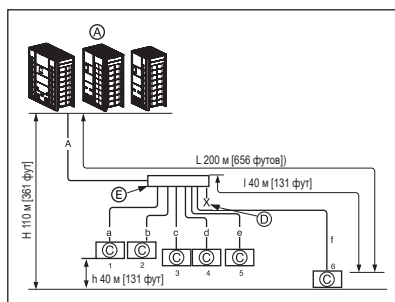 A
A
L 200 м [656 футов])
l 40 м [131 фут]
H 110 м [361 фут]
E
X
D
a
b
c
d
e
f
C
C
C
C
C
C
1
2
3
4
5
6
h 40 м [131 фут]